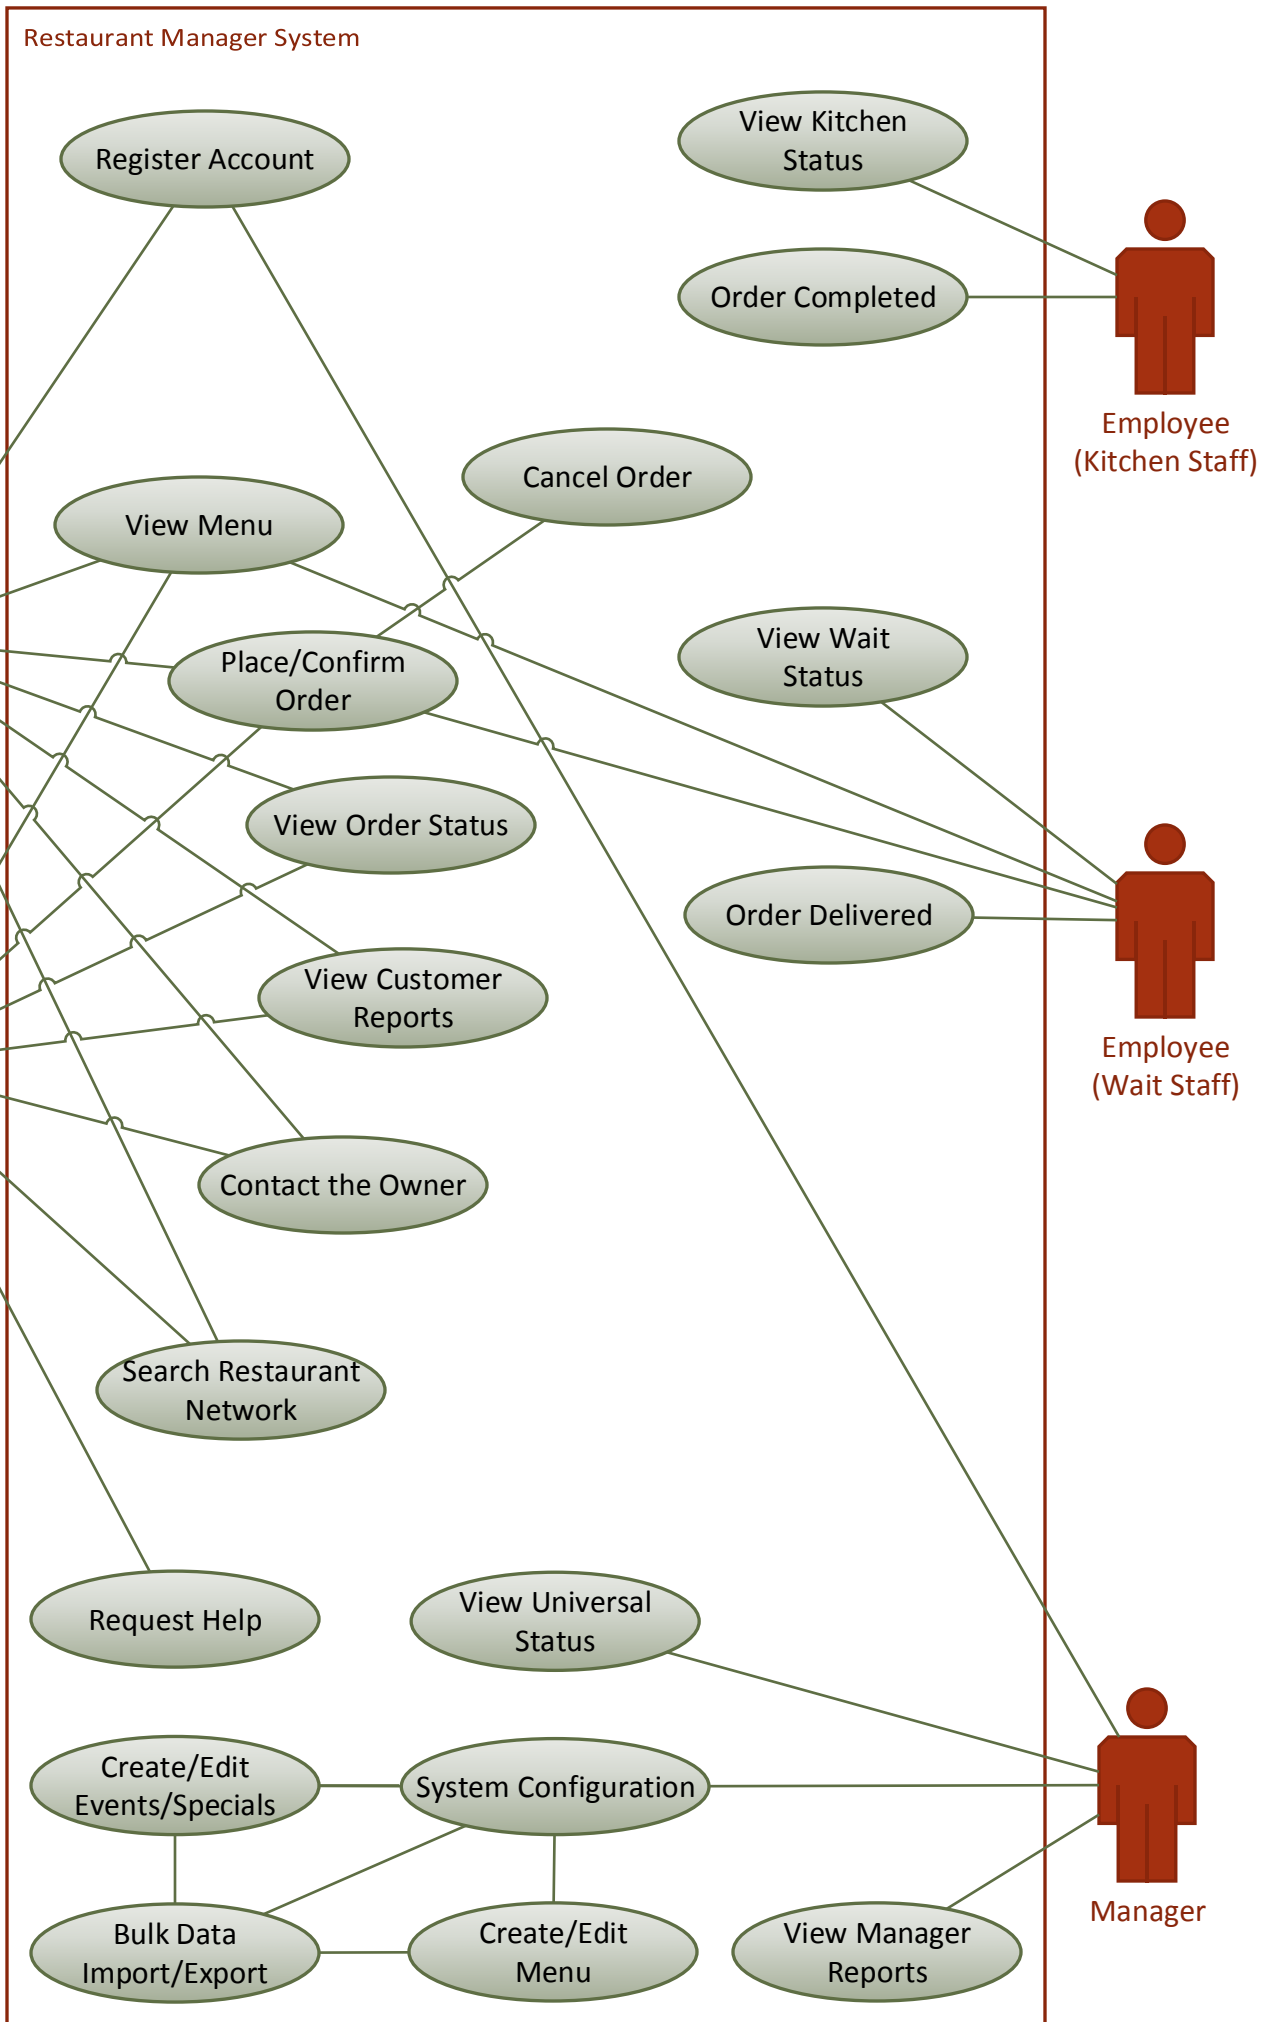 Restaurant Manager System
View Kitchen
Status
Register Account
Order Completed
Employee
(Kitchen Staff)
Cancel Order
View Menu
View Wait
Status
Place/Confirm
Order
View Order Status
Order Delivered
View Customer
Reports
Employee
(Wait Staff)
Contact the Owner
Search Restaurant
Network
View Universal
Status
Request Help
Create/Edit
Events/Specials
System Configuration
Manager
Bulk Data
Import/Export
Create/Edit
Menu
View Manager
Reports